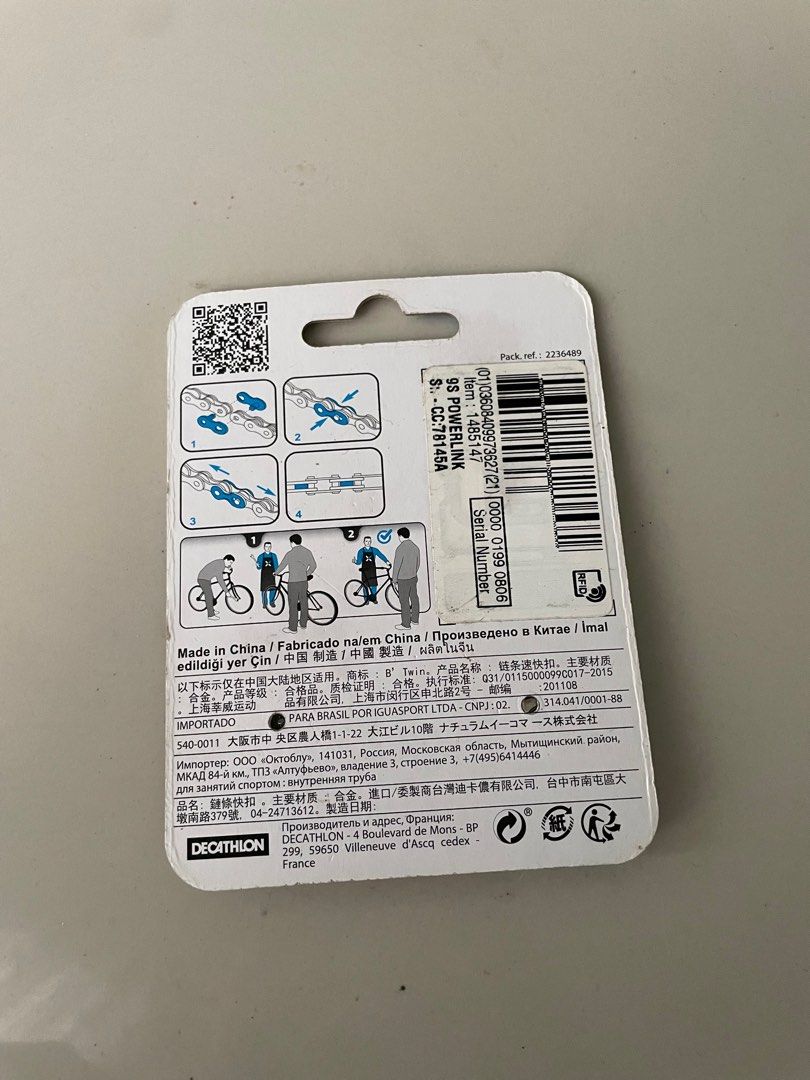 Pack. ref. : 2236489
(01)03608409973627(21) 0000 0199 0806
Serial Number
Item : 1485147
9S POWERLINK
- CC:78145A
RFID
1
2
3
4
1
2
Made in China / Fabricado na/em China / Произведено в Китае / İmal
edildiği yer Çin / 中国 制造 / 中國 製造 / ผลิตในจีน
以下标示仅在中国大陆地区适用。商标 : B' Twin。产品名称 : 链条速快扣。主要材质
: 合金。产品等级 : 合格品。质检证明 : 合格。执行标准: Q31/0115000099C017-2015
。上海莘威运动 品有限公司, 上海市闵行区申北路2号 - 邮编 :201108
IMPORTADO PARA BRASIL POR IGUASPORT LTDA - CNPJ : 02. 314.041/0001-88
540-0011 大阪市中 央区農人橋1-1-22 大江ビル10階 ナチュラムイーコマ ース株式会社
Импортер: ООО «Октоблу», 141031, Россия, Московская область, Мытищинский район,
МКАД 84-й км., ТПЗ «Алтуфьево», владение 3, строение 3, +7(495)6414446
для занятий спортом : внутренняя труба
品名: 鏈條快扣 。主要材質 : 合金。進口/委製商台灣迪卡儂有限公司, 台中市南屯區大
墩南路379號, 04-24713612。製造日期:
DECATHLON
Производитель и адрес, Франция:
DECATHLON - 4 Boulevard de Mons - BP
299, 59650 Villeneuve d'Ascq cedex -
France
紙